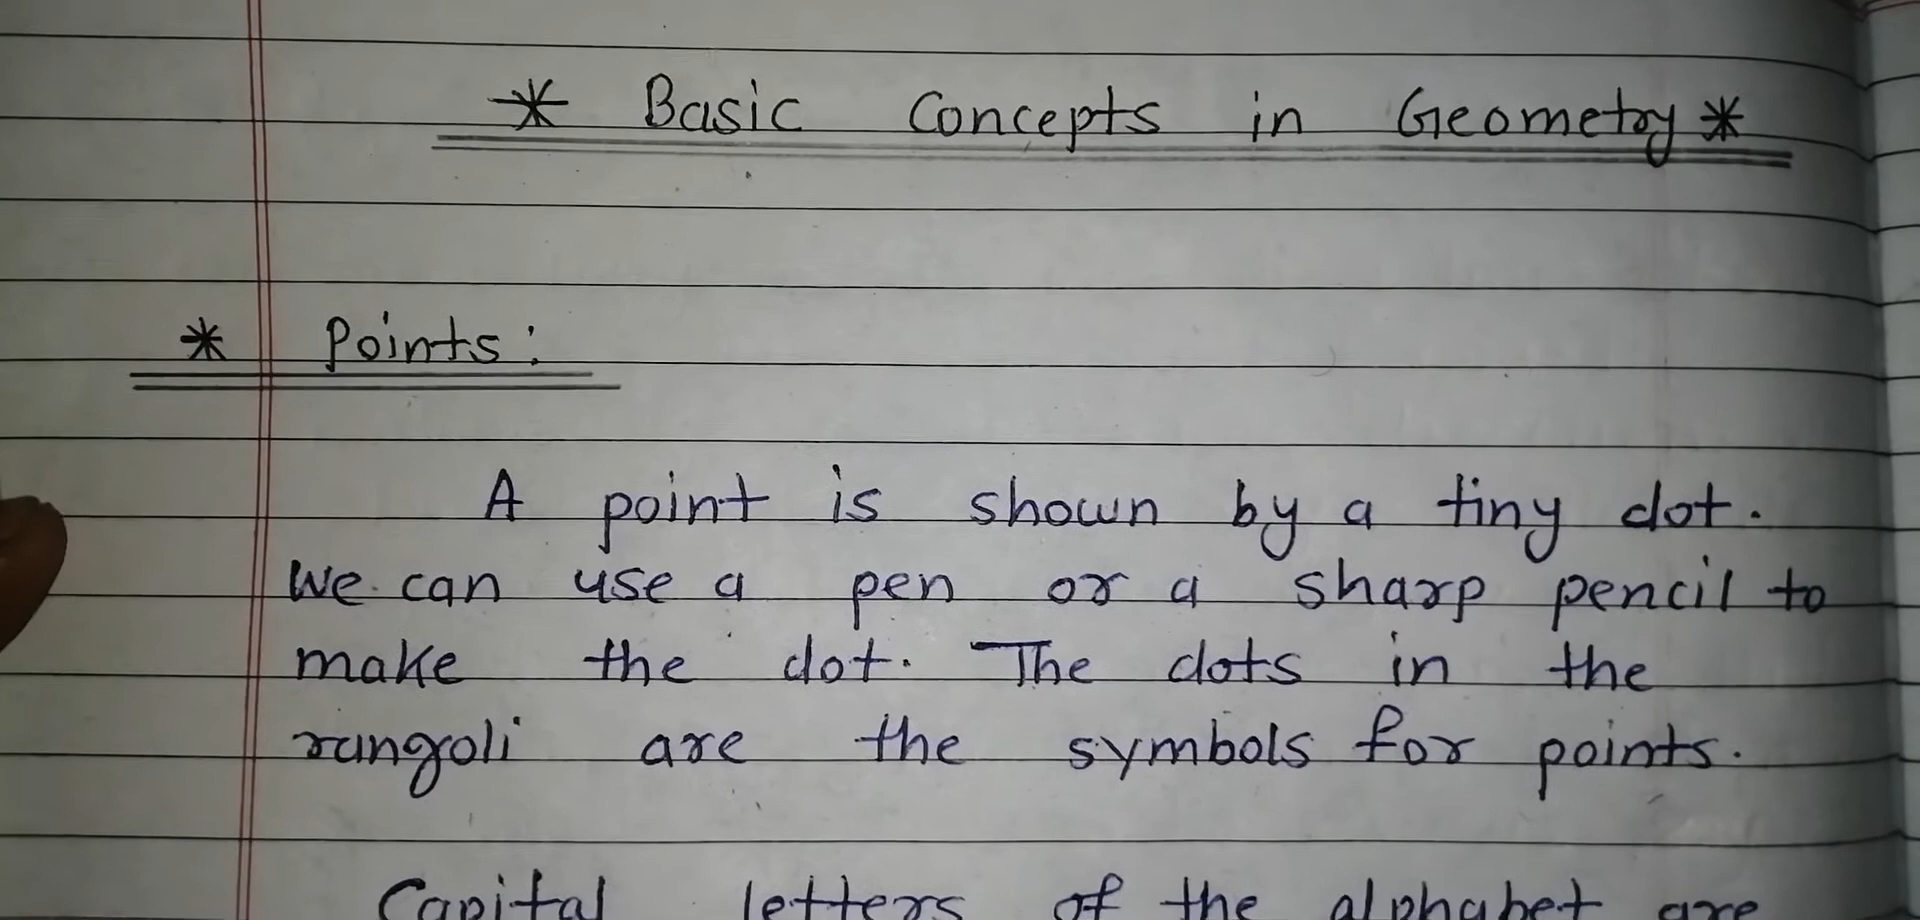 * Basic Concepts in Geometry *
* Points:
A point is shown by a tiny dot.
We can use a pen or a sharp pencil to
make the dot. The dots in the
rangoli are the symbols for points.
Capital letters of the alphabet are